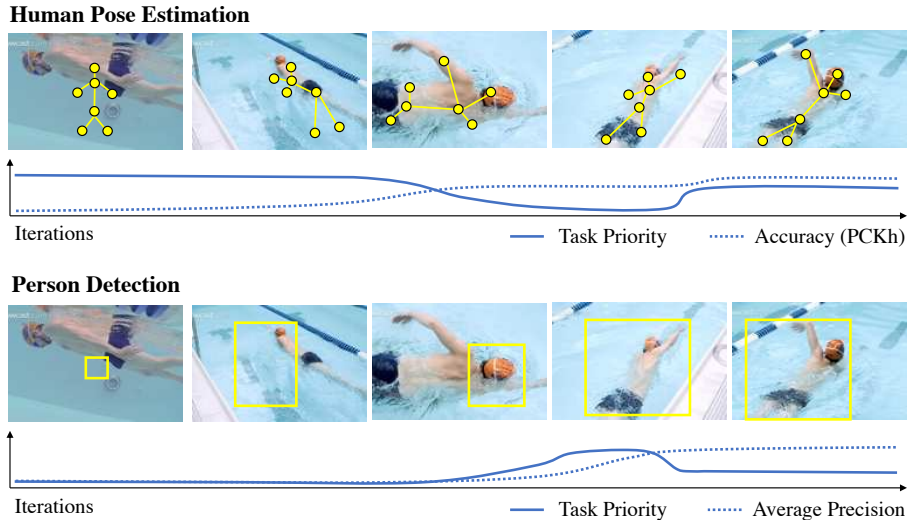 Human Pose Estimation
Iterations
Task Priority
Accuracy (PCKh)
Person Detection
Iterations
Task Priority
Average Precision